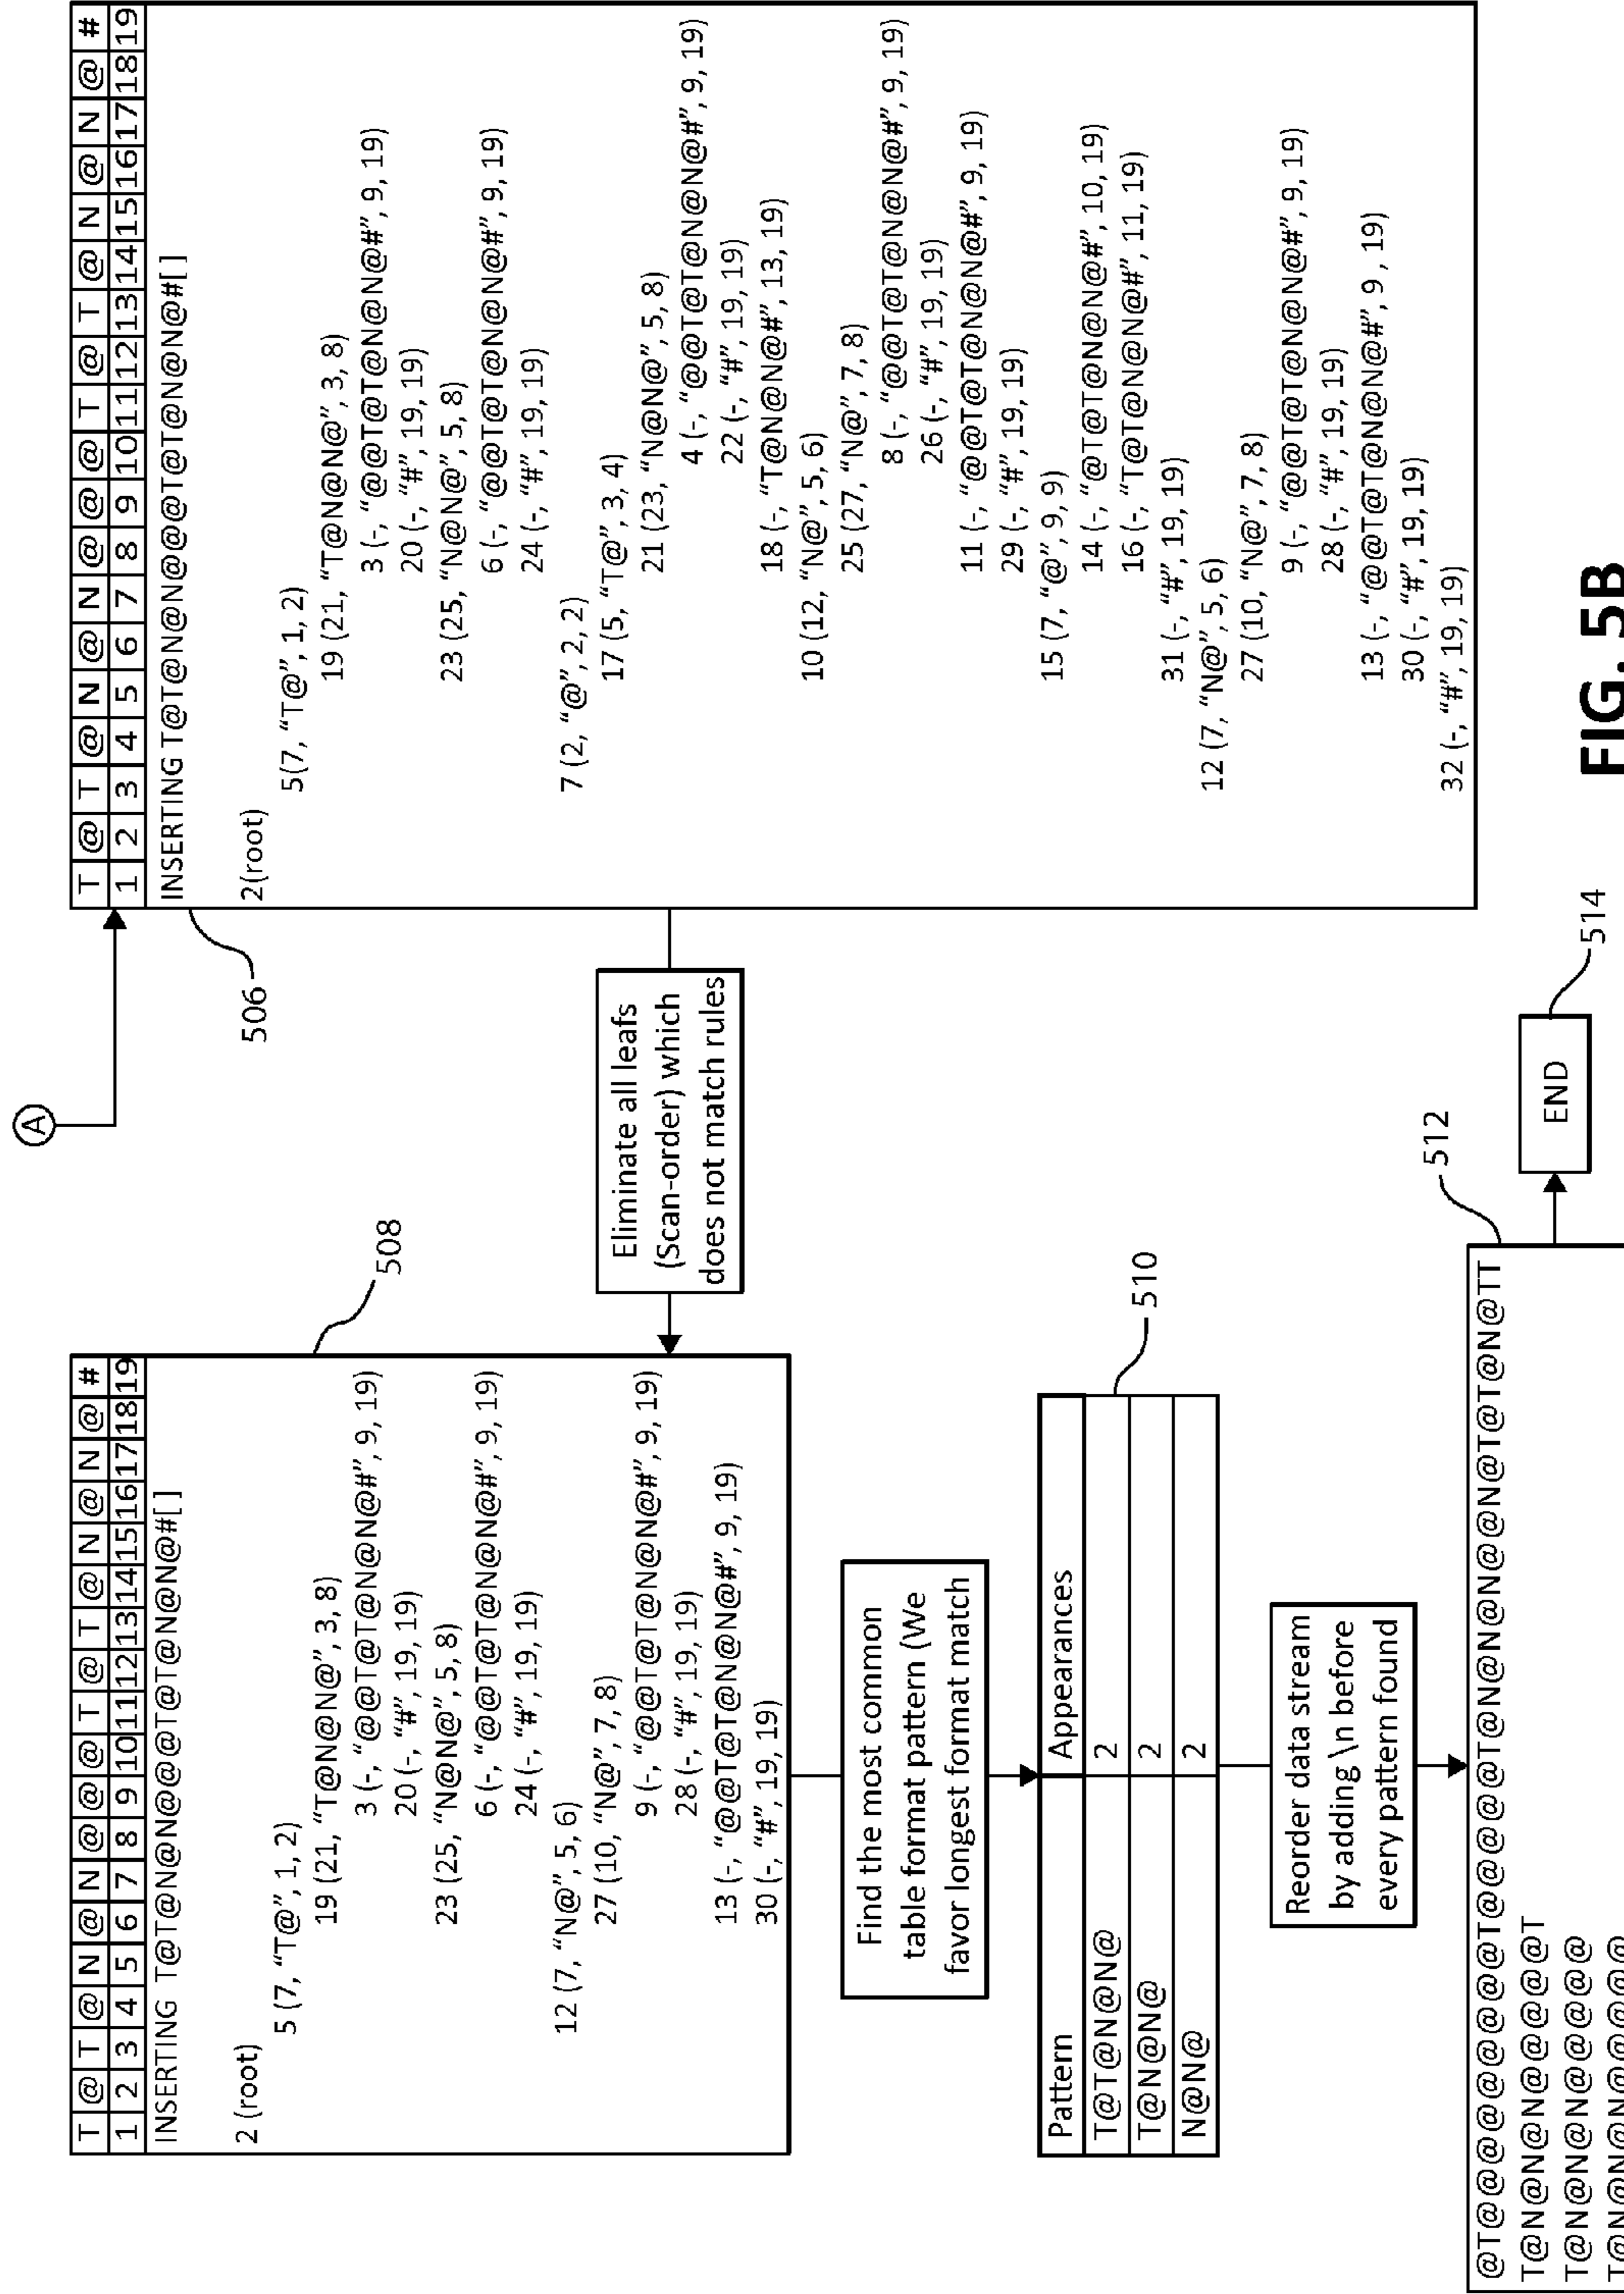 A
T @ T @ N @ N @ @ @ T @ T @ N @ N @ #
1 2 3 4 5 6 7 8 9 10 11 12 13 14 15 16 17 18 19
INSERTING T@T@N@N@@@T@T@N@N@#[ ]
2 (root)
5 (7, “T@”, 1, 2)
19 (21, “T@N@N@”, 3, 8)
3 (-, “@@T@T@N@N@#”, 9, 19)
20 (-, “#”, 19, 19)
23 (25, “N@N@”, 5, 8)
6 (-, “@@T@T@N@N@#”, 9, 19)
24 (-, “#”, 19, 19)
12 (7, “N@”, 5, 6)
27 (10, “N@”, 7, 8)
9 (-, “@@T@T@N@N@#”, 9, 19)
28 (-, “#”, 19, 19)
13 (-, “@@T@T@N@N@#”, 9, 19)
30 (-, “#”, 19, 19)
508
Eliminate all leafs
(Scan-order) which
does not match rules
506
T @ T @ N @ N @ @ @ T @ T @ N @ N @ #
1 2 3 4 5 6 7 8 9 10 11 12 13 14 15 16 17 18 19
INSERTING T@T@N@N@@@T@T@N@N@#[ ]
2(root)
5(7, “T@”, 1, 2)
19 (21, “T@N@N@”, 3, 8)
3 (-, “@@T@T@N@N@#”, 9, 19)
20 (-, “#”, 19, 19)
23 (25, “N@N@”, 5, 8)
6 (-, “@@T@T@N@N@#”, 9, 19)
24 (-, “#”, 19, 19)
7 (2, “@”, 2, 2)
17 (5, “T@”, 3, 4)
21 (23, “N@N@”, 5, 8)
4 (-, “@@T@T@N@N@#”, 9, 19)
22 (-, “#”, 19, 19)
18 (-, “T@N@N@#”, 13, 19)
10 (12, “N@”, 5, 6)
25 (27, “N@”, 7, 8)
8 (-, “@@T@T@N@N@#”, 9, 19)
26 (-, “#”, 19, 19)
11 (-, “@@T@T@N@N@#”, 9, 19)
29 (-, “#”, 19, 19)
15 (7, “@”, 9, 9)
14 (-, “@T@T@N@N@#”, 10, 19)
16 (-, “T@T@N@N@#”, 11, 19)
31 (-, “#”, 19, 19)
12 (7, “N@”, 5, 6)
27 (10, “N@”, 7, 8)
9 (-, “@@T@T@N@N@#”, 9, 19)
28 (-, “#”, 19, 19)
13 (-, “@@T@T@N@N@#”, 9 , 19)
30 (-, “#”, 19, 19)
32 (-, “#”, 19, 19)
Find the most common
table format pattern (We
favor longest format match
510
Pattern Appearances
T@T@N@N@ 2
T@N@N@ 2
N@N@ 2
Reorder data stream
by adding \n before
every pattern found
512
@T@@@@@@@@T@@@@@@T@N@N@N@N@@N@T@T@N@TT
T@N@N@N@@@@@T
T@N@N@N@@@@@@
T@N@N@N@@@@@@
END
514
FIG. 5B